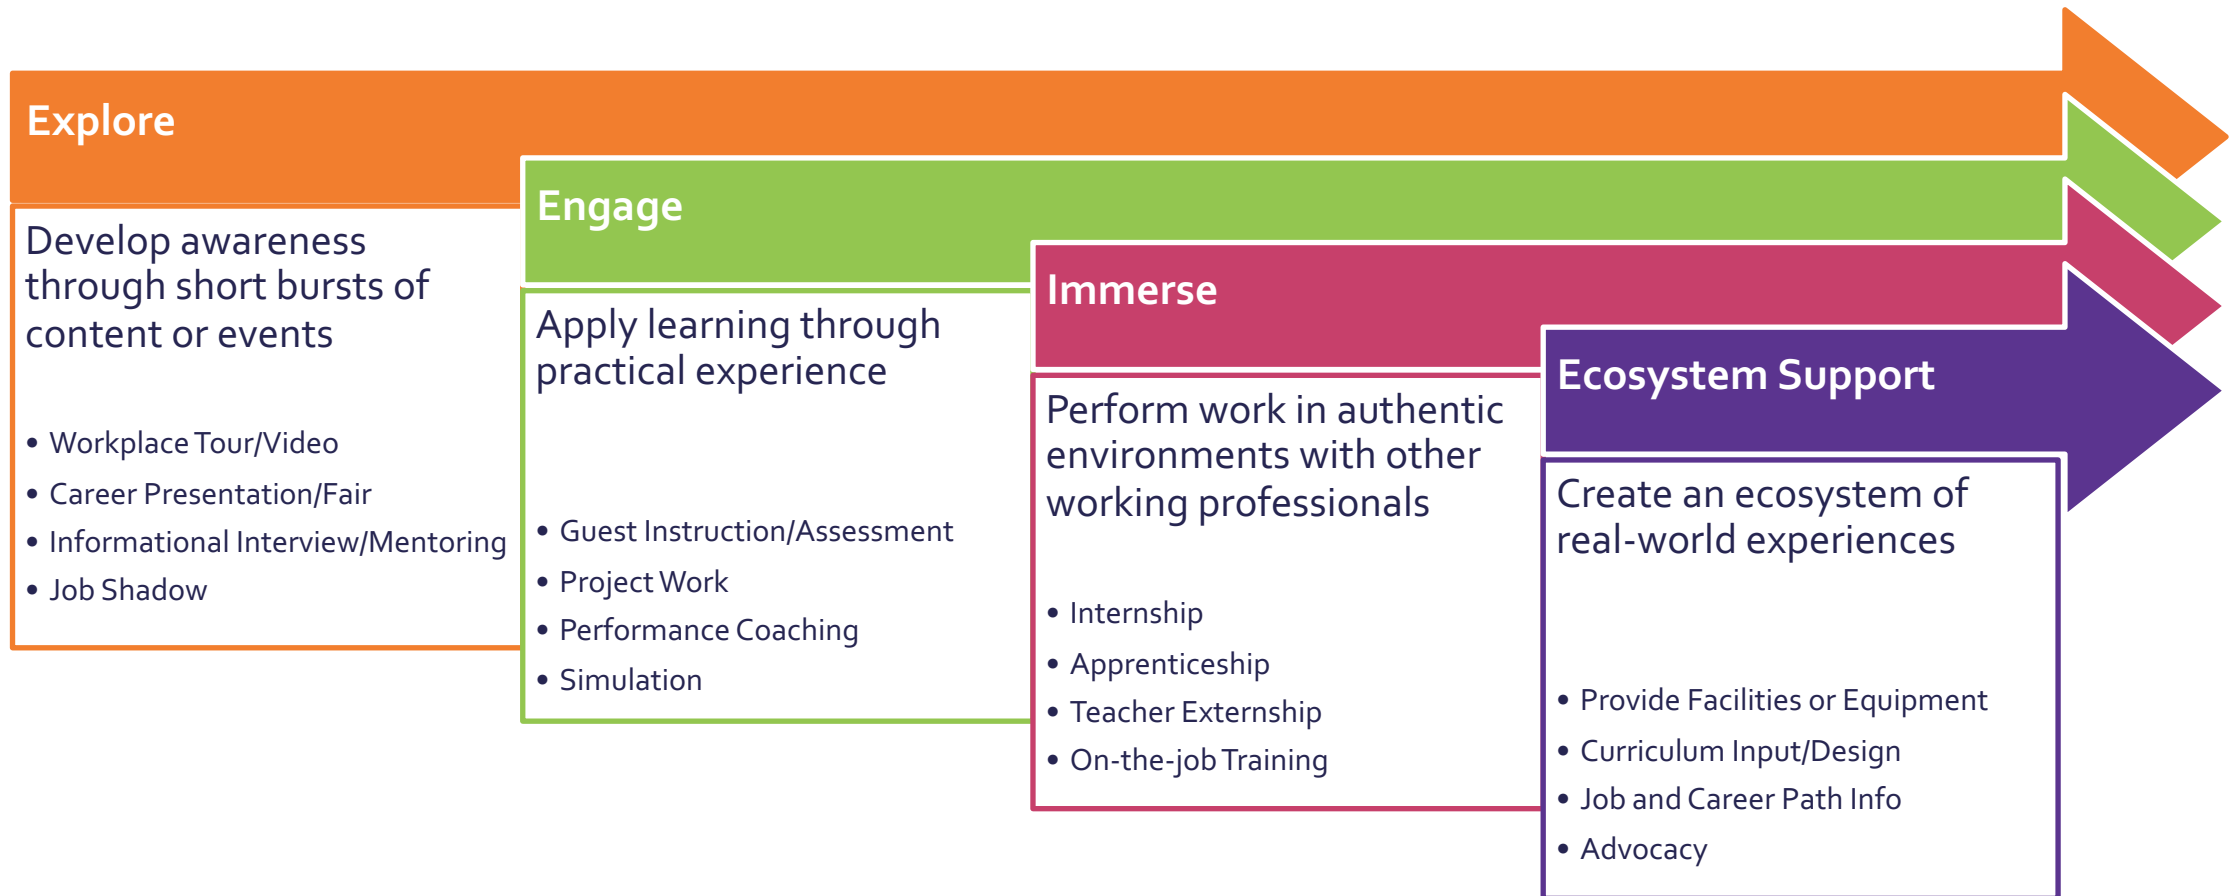 Explore
Develop awareness
through short bursts of
content or events
• Workplace Tour/Video
• Career Presentation/Fair
• Informational Interview/Mentoring
• Job Shadow
Engage
Apply learning through
practical experience
• Guest Instruction/Assessment
• Project Work
• Performance Coaching
• Simulation
Immerse
Perform work in authentic
environments with other
working professionals
• Internship
• Apprenticeship
• Teacher Externship
• On-the-job Training
Ecosystem Support
Create an ecosystem of
real-world experiences
• Provide Facilities or Equipment
• Curriculum Input/Design
• Job and Career Path Info
• Advocacy